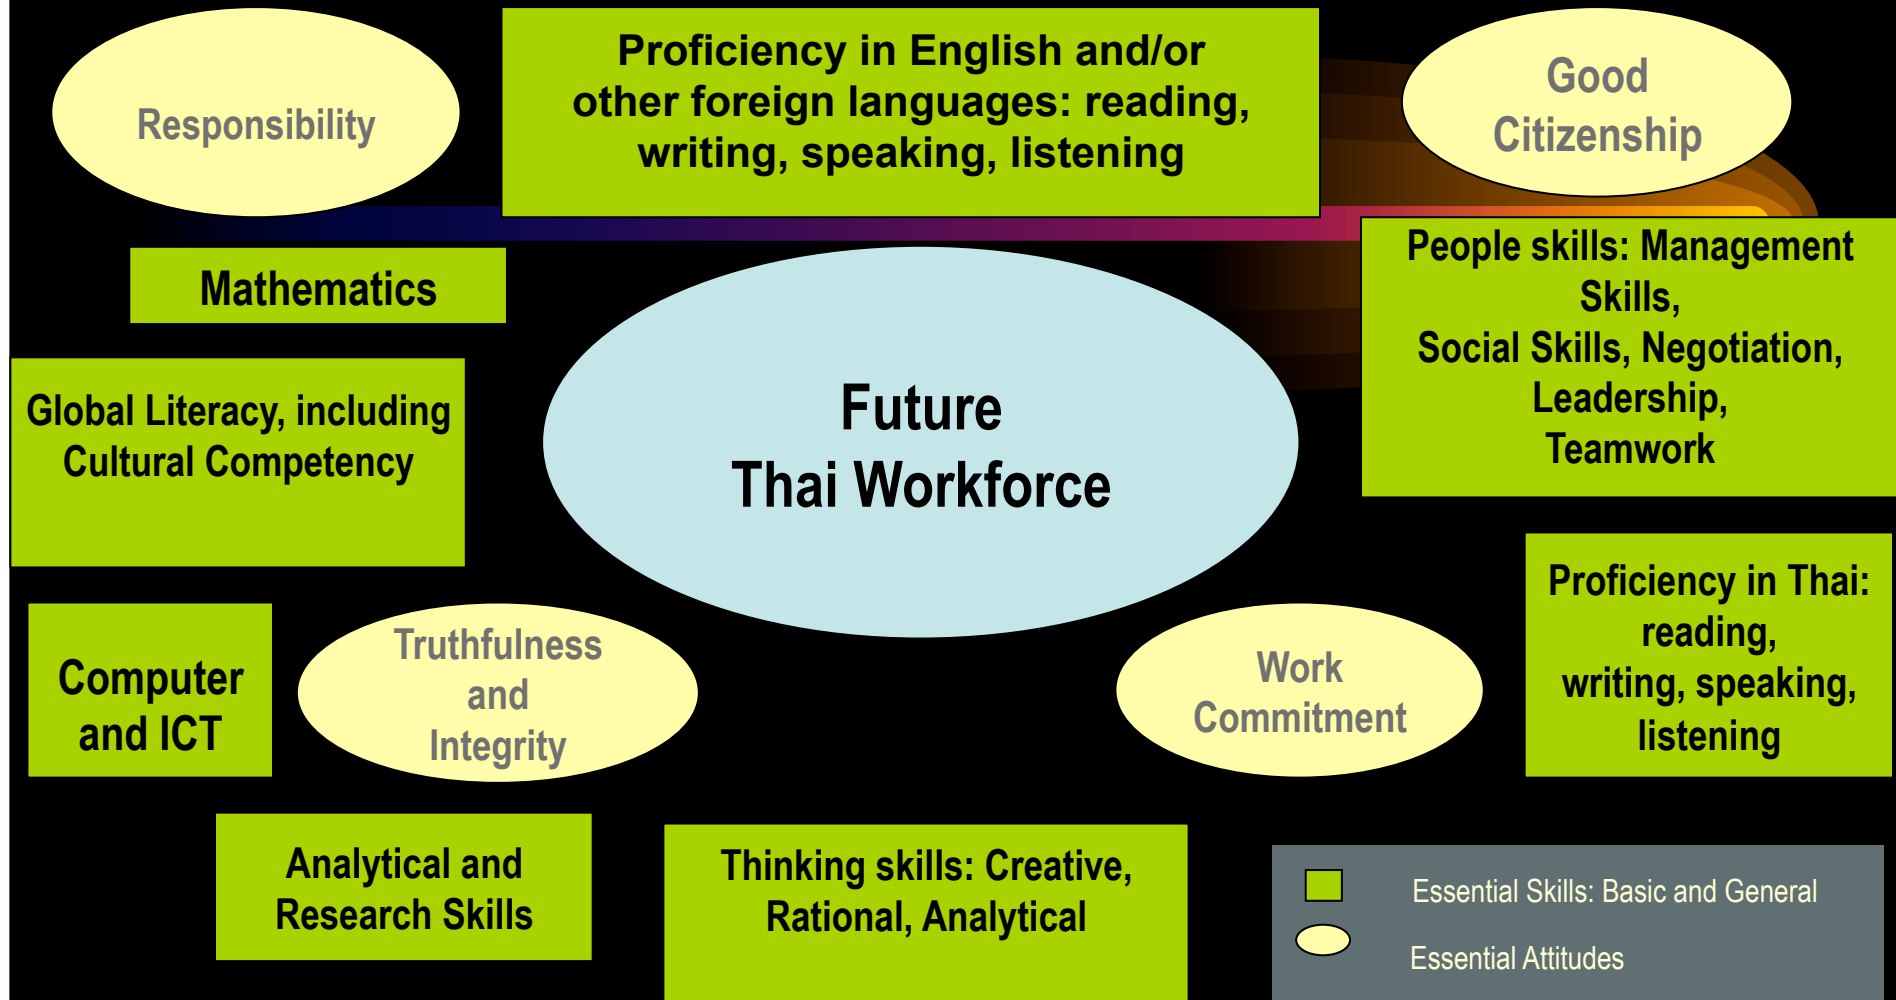 Responsibility
Proficiency in English and/or
other foreign languages: reading,
writing, speaking, listening
Good
Citizenship
Mathematics
People skills: Management
Skills,
Social Skills, Negotiation,
Leadership,
Teamwork
Global Literacy, including
Cultural Competency
Future
Thai Workforce
Proficiency in Thai:
reading,
writing, speaking,
listening
Computer
and ICT
Truthfulness
and
Integrity
Work
Commitment
Analytical and
Research Skills
Thinking skills: Creative,
Rational, Analytical
Essential Skills: Basic and General
Essential Attitudes